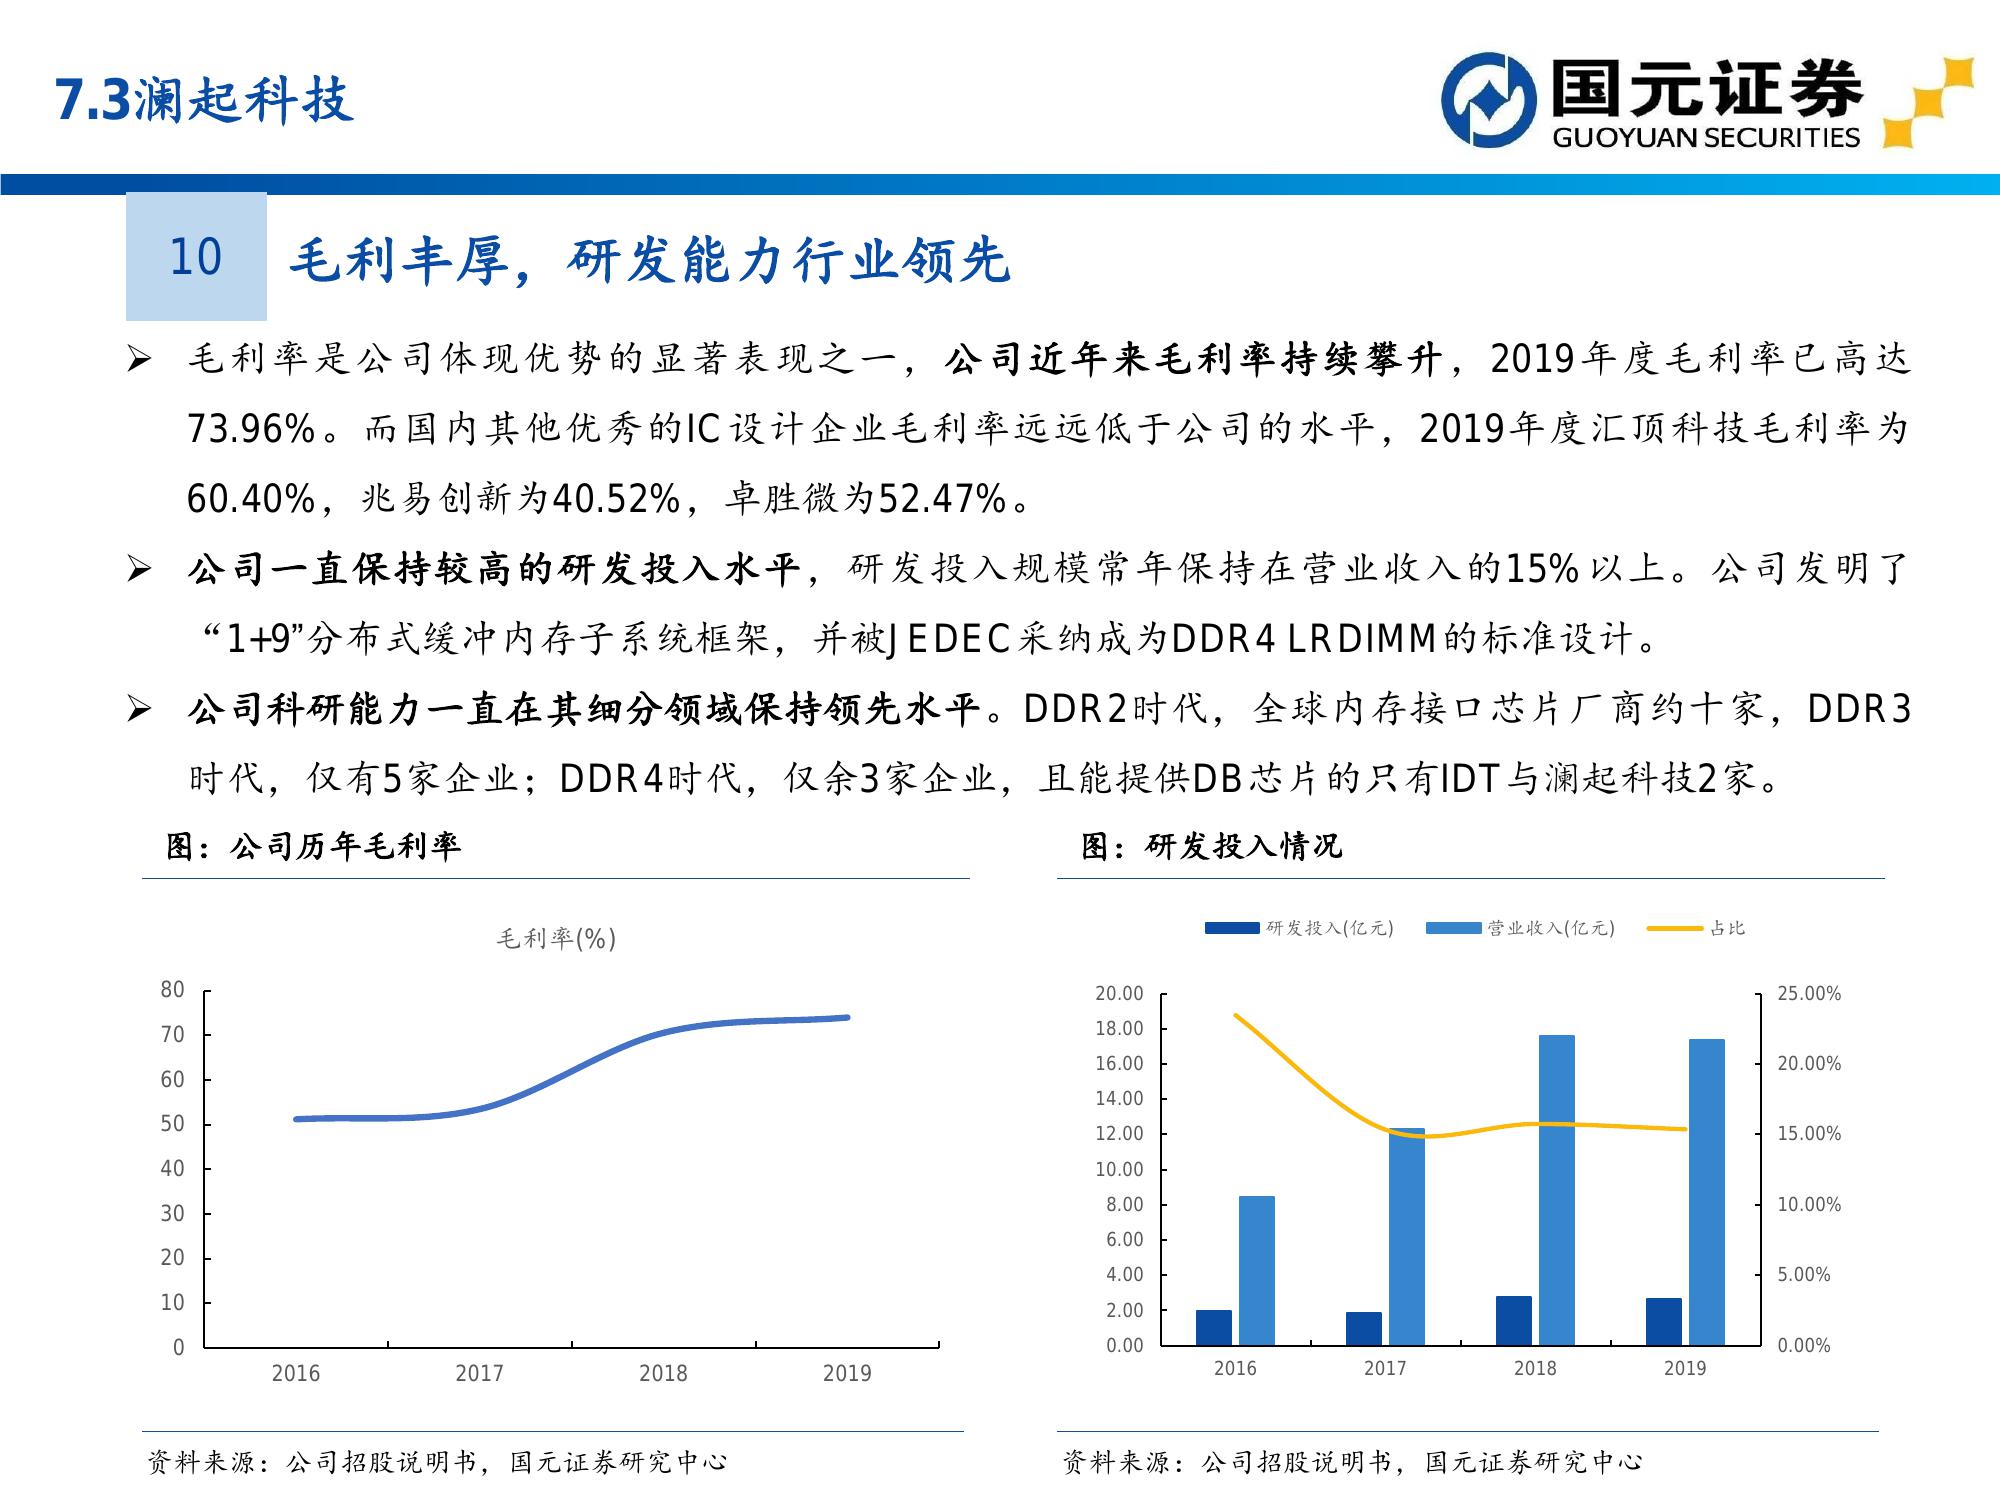 7.3澜起科技
国元证券
GUOYUAN SECURITIES
10
毛利丰厚，研发能力行业领先
➢ 毛利率是公司体现优势的显著表现之一，公司近年来毛利率持续攀升，2019年度毛利率已高达
73.96%。而国内其他优秀的IC设计企业毛利率远远低于公司的水平，2019年度汇顶科技毛利率为
60.40%，兆易创新为40.52%，卓胜微为52.47%。
➢ 公司一直保持较高的研发投入水平，研发投入规模常年保持在营业收入的15%以上。公司发明了
“1+9”分布式缓冲内存子系统框架，并被JEDEC采纳成为DDR4 LRDIMM的标准设计。
➢ 公司科研能力一直在其细分领域保持领先水平。DDR2时代，全球内存接口芯片厂商约十家，DDR3
时代，仅有5家企业；DDR4时代，仅余3家企业，且能提供DB芯片的只有IDT与澜起科技2家。
图：公司历年毛利率
毛利率(%)
80
70
60
50
40
30
20
10
0
2016 2017 2018 2019
资料来源：公司招股说明书，国元证券研究中心
图：研发投入情况
研发投入(亿元) 营业收入(亿元) 占比
20.00
18.00
16.00
14.00
12.00
10.00
8.00
6.00
4.00
2.00
0.00
25.00%
20.00%
15.00%
10.00%
5.00%
0.00%
2016 2017 2018 2019
资料来源：公司招股说明书，国元证券研究中心